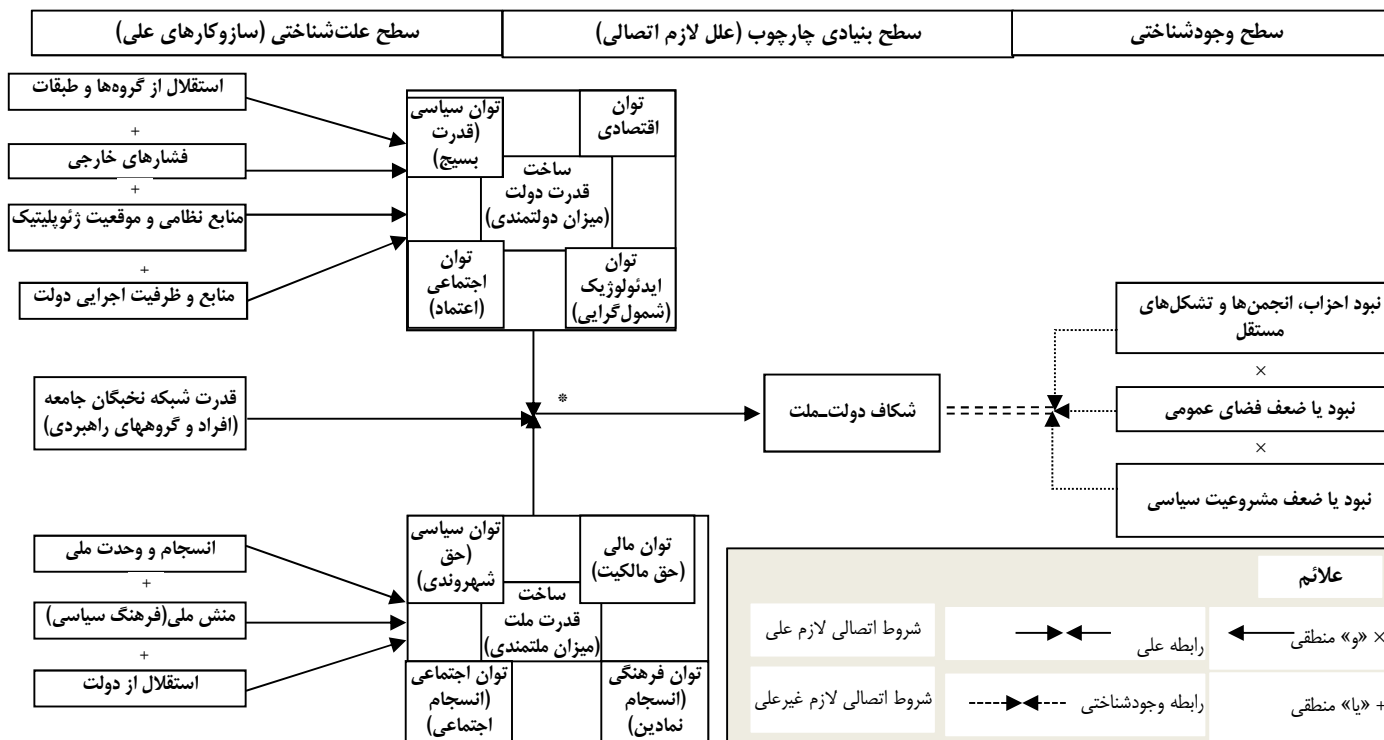 سطح وجودشناختی
سطح بنیادی چارچوب (علل لازم اتصالی)
سطح علت‌شناختی (سازوکارهای علی)
استقلال از گروه‌ها و طبقات
+
فشارهای خارجی
+
منابع نظامی و موقعیت ژئوپلیتیک
+
منابع و ظرفیت اجرایی دولت
توان
اقتصادی
توان سیاسی
(قدرت
بسیج)
ساخت
قدرت دولت
(میزان دولتمندی)
توان
ایدئولوژیک
(شمول‌گرایی)
توان
اجتماعی
(اعتماد)
قدرت شبکه نخبگان جامعه
(افراد و گروههای راهبردی)
*
شکاف دولت‌ـ‌ملت
نبود احزاب، انجمن‌ها و تشکل‌های
مستقل
×
نبود یا ضعف فضای عمومی
×
نبود یا ضعف مشروعیت سیاسی
انسجام و وحدت ملی
+
منش ملی(فرهنگ سیاسی)
+
استقلال از دولت
توان مالی
(حق مالکیت)
توان سیاسی
(حق
شهروندی)
ساخت
قدرت ملت
(میزان ملتمندی)
توان فرهنگی
(انسجام
نمادین)
توان اجتماعی
(انسجام
اجتماعی)
علائم
× «و» منطقی
رابطه علی
شروط اتصالی لازم علی
+ «یا» منطقی
رابطه وجودشناختی
شروط اتصالی لازم غیرعلی